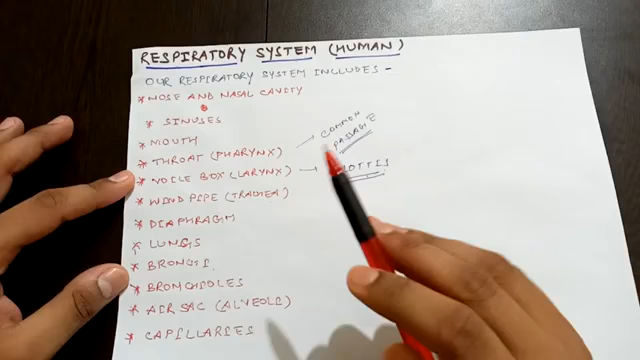 RESPIRATORY SYSTEM (HUMAN)
OUR RESPIRATORY SYSTEM INCLUDES -
* NOSE AND NASAL CAVITY
* SINUSES
* MOUTH
* THROAT (PHARYNX) → COMMON PASSAGE
* VOICE BOX (LARYNX) → LOTTIS
* WIND PIPE (TRACHEA)
* DIAPHRAGM
* LUNGS
* BRONCHI
* BRONCHIOLES
* AIR SAC (ALVEOLI)
* CAPILLARIES